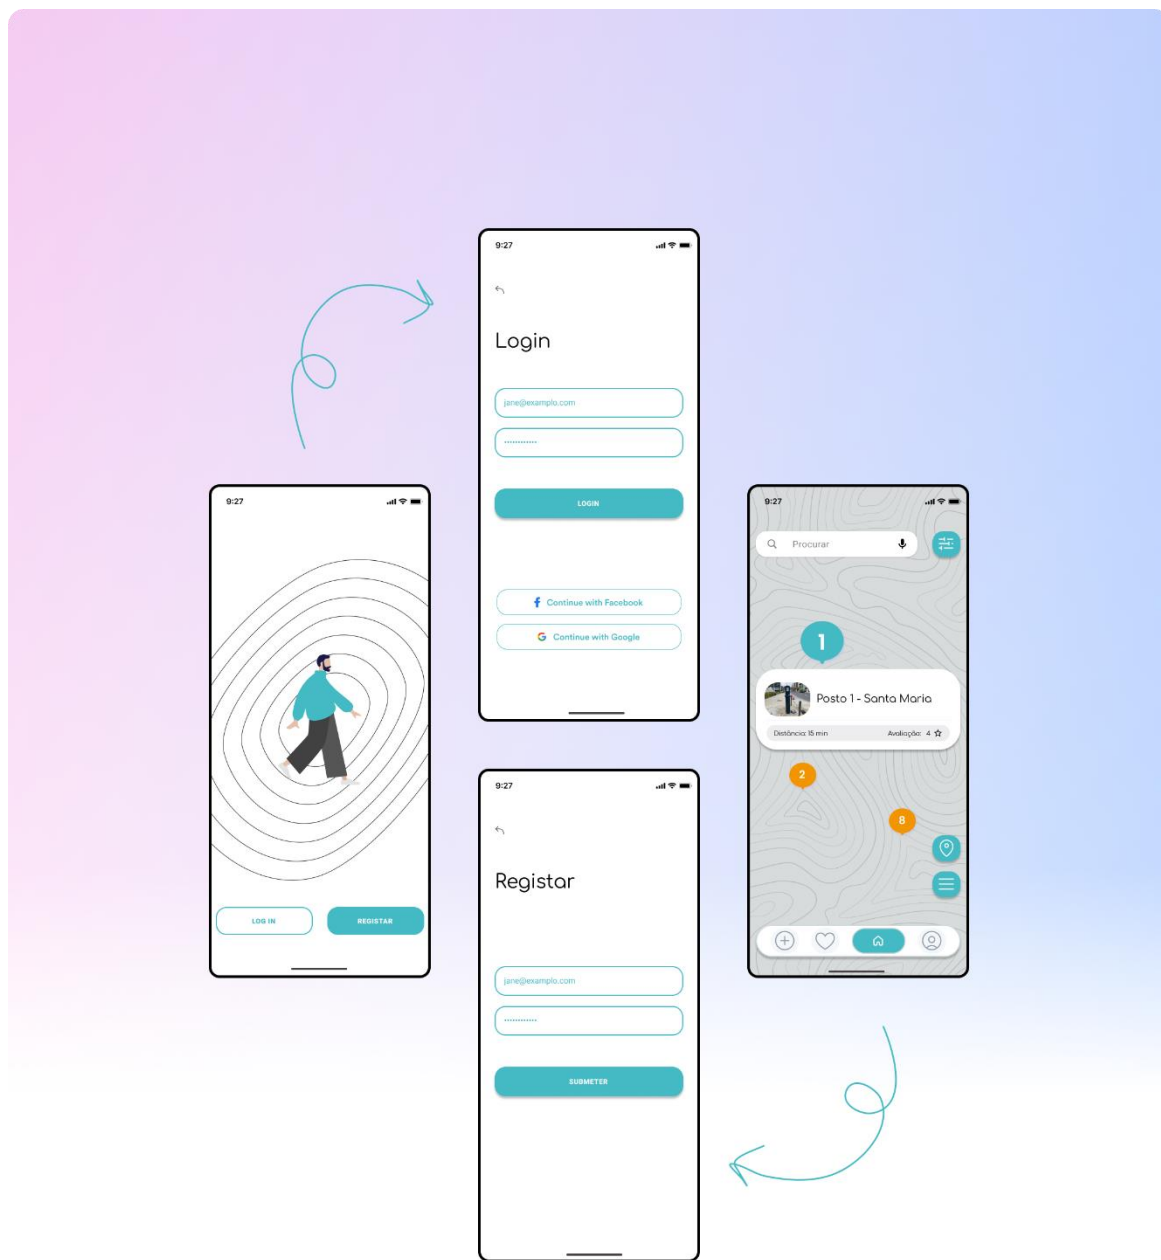 9:27
Login
jane@examplo.com
············
LOGIN
Continue with Facebook
Continue with Google
9:27
LOG IN
REGISTAR
9:27
Procurar
1
Posto 1 - Santa Maria
Distância: 15 min
Avaliação: 4
2
8
9:27
Registar
jane@examplo.com
············
SUBMETER